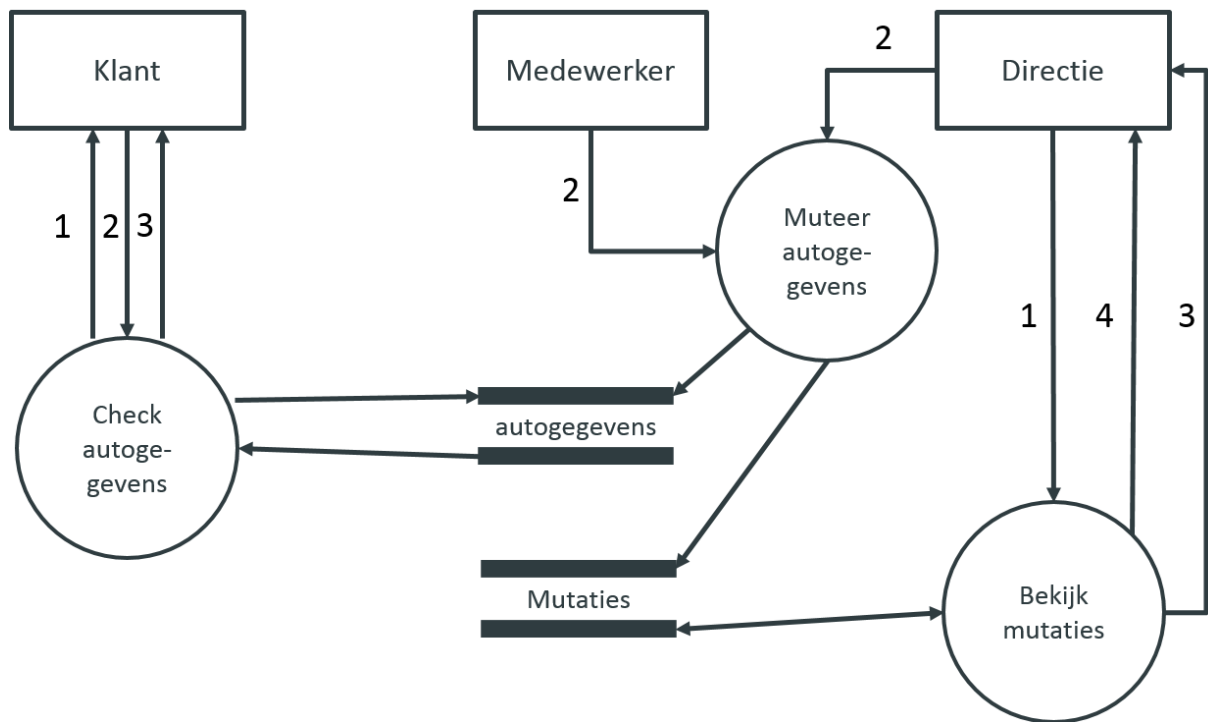 Klant
Medewerker
2
Directie
1
2
3
2
Muteer
autoge-
gevens
1
4
3
Check
autoge-
gevens
autogegevens
Mutaties
Bekijk
mutaties